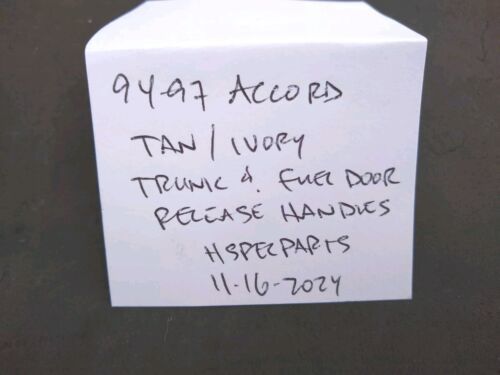 94-97 ACCORD
TAN / IVORY
TRUNK & FUEL DOOR
RELEASE HANDLES
HSPECPARTS
11-16-2024